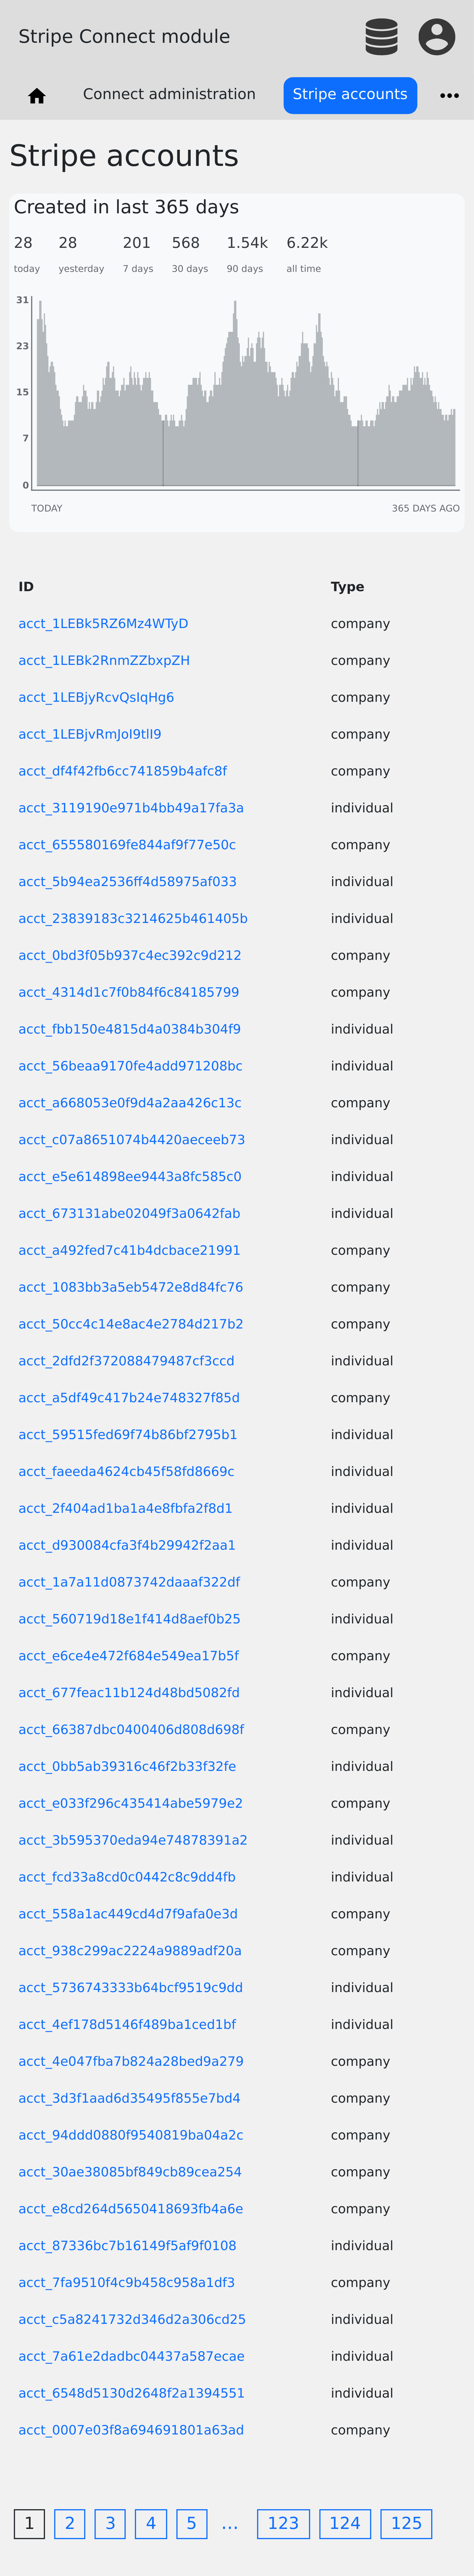 Stripe Connect module
Connect administration Stripe accounts
Stripe accounts
Created in last 365 days
28 28 201 568 1.54k 6.22k
today yesterday 7 days 30 days 90 days all time
31
23
15
7
0
TODAY 365 DAYS AGO
ID Type
acct_1LEBk5RZ6Mz4WTyD company
acct_1LEBk2RnmZZbxpZH company
acct_1LEBjyRcvQsIqHg6 company
acct_1LEBjvRmJoI9tlI9 company
acct_df4f42fb6cc741859b4afc8f company
acct_3119190e971b4bb49a17fa3a individual
acct_655580169fe844af9f77e50c company
acct_5b94ea2536ff4d58975af033 individual
acct_23839183c3214625b461405b individual
acct_0bd3f05b937c4ec392c9d212 company
acct_4314d1c7f0b84f6c84185799 company
acct_fbb150e4815d4a0384b304f9 individual
acct_56beaa9170fe4add971208bc individual
acct_a668053e0f9d4a2aa426c13c company
acct_c07a8651074b4420aeceeb73 individual
acct_e5e614898ee9443a8fc585c0 individual
acct_673131abe02049f3a0642fab individual
acct_a492fed7c41b4dcbace21991 company
acct_1083bb3a5eb5472e8d84fc76 company
acct_50cc4c14e8ac4e2784d217b2 company
acct_2dfd2f372088479487cf3ccd individual
acct_a5df49c417b24e748327f85d company
acct_59515fed69f74b86bf2795b1 individual
acct_faeeda4624cb45f58fd8669c individual
acct_2f404ad1ba1a4e8fbfa2f8d1 individual
acct_d930084cfa3f4b29942f2aa1 individual
acct_1a7a11d0873742daaaf322df company
acct_560719d18e1f414d8aef0b25 individual
acct_e6ce4e472f684e549ea17b5f company
acct_677feac11b124d48bd5082fd individual
acct_66387dbc0400406d808d698f company
acct_0bb5ab39316c46f2b33f32fe individual
acct_e033f296c435414abe5979e2 company
acct_3b595370eda94e74878391a2 individual
acct_fcd33a8cd0c0442c8c9dd4fb individual
acct_558a1ac449cd4d7f9afa0e3d company
acct_938c299ac2224a9889adf20a company
acct_5736743333b64bcf9519c9dd individual
acct_4ef178d5146f489ba1ced1bf individual
acct_4e047fba7b824a28bed9a279 company
acct_3d3f1aad6d35495f855e7bd4 company
acct_94ddd0880f9540819ba04a2c company
acct_30ae38085bf849cb89cea254 company
acct_e8cd264d5650418693fb4a6e company
acct_87336bc7b16149f5af9f0108 individual
acct_7fa9510f4c9b458c958a1df3 company
acct_c5a8241732d346d2a306cd25 individual
acct_7a61e2dadbc04437a587ecae individual
acct_6548d5130d2648f2a1394551 individual
acct_0007e03f8a694691801a63ad company
1 2 3 4 5 … 123 124 125